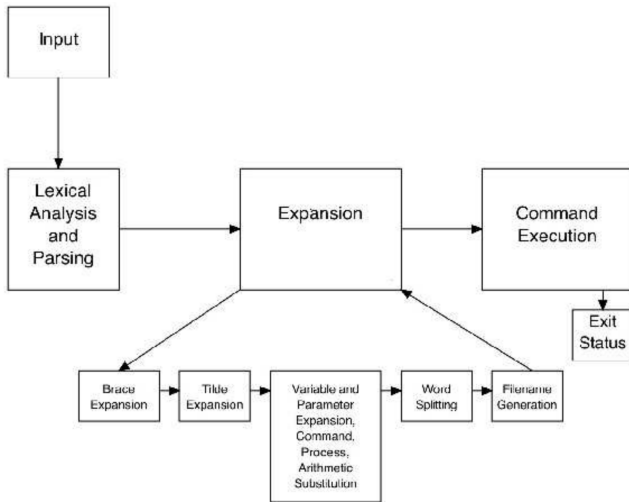 Input
Lexical
Analysis
and
Parsing
Expansion
Command
Execution
Exit
Status
Brace
Expansion
Tilde
Expansion
Variable and
Parameter
Expansion,
Command,
Process,
Arithmetic
Substitution
Word
Splitting
Filename
Generation